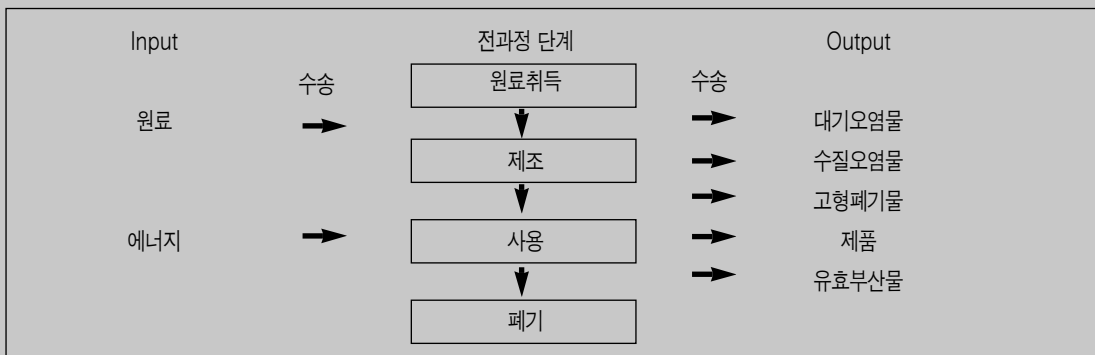 Input 전과정 단계 Output
수송 원료취득 수송
원료 대기오염물
제조 수질오염물
고형폐기물
에너지 사용 제품
유효부산물
폐기